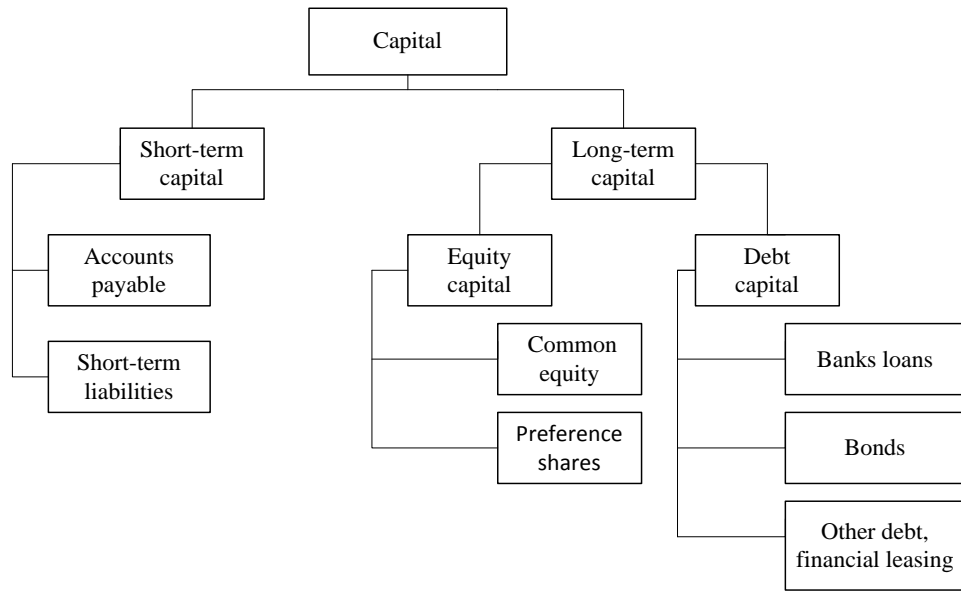 Capital
Short-term
capital
Long-term
capital
Accounts
payable
Equity
capital
Debt
capital
Short-term
liabilities
Common
equity
Banks loans
Preference
shares
Bonds
Other debt,
financial leasing